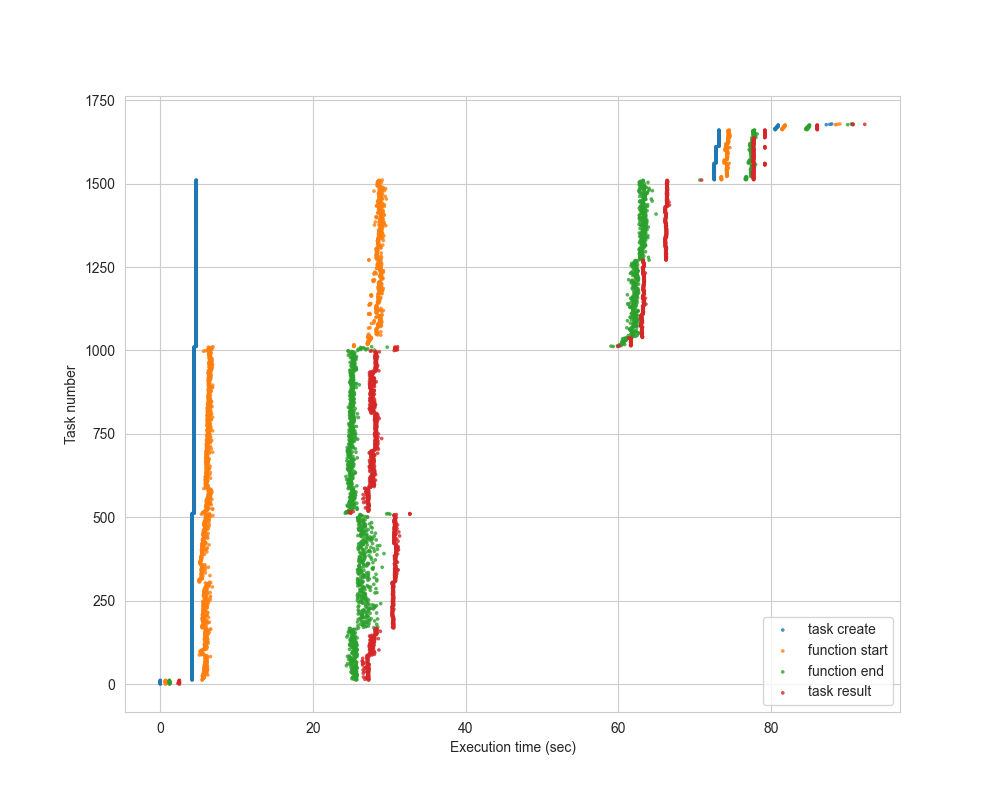 1750
1500
1250
1000
750
500
250
0
Task number
0
20
40
60
80
Execution time (sec)
task create
function start
function end
task result